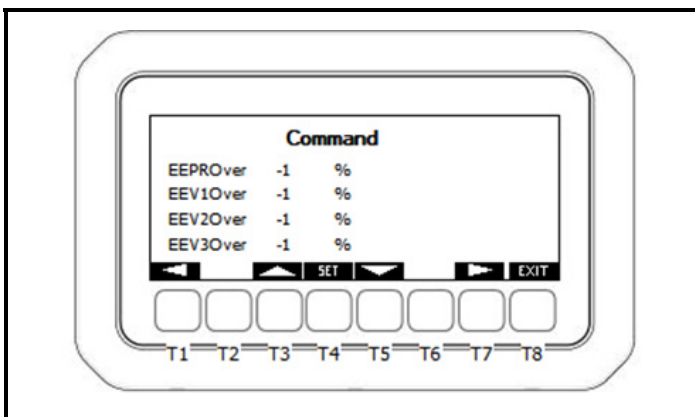 Command
EEPROver -1 %
EEV1Over -1 %
EEV2Over -1 %
EEV3Over -1 %
SET EXIT
T1 T2 T3 T4 T5 T6 T7 T8